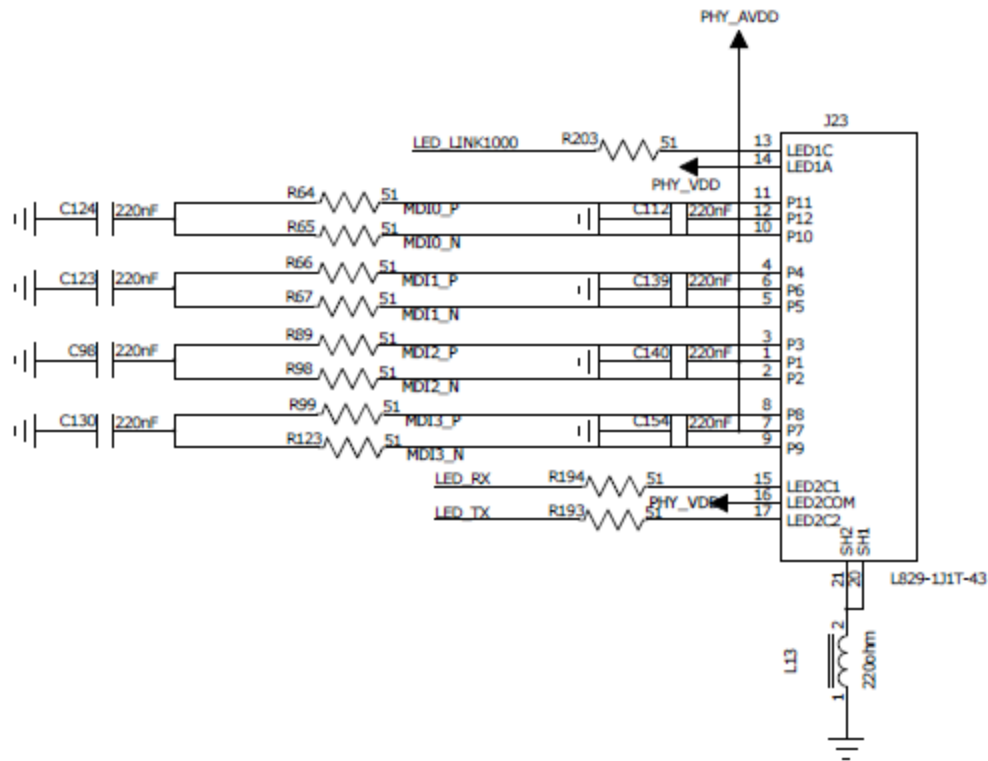 PHY_AVDD
J23
LED_LINK1000 R203 51 13 LED1C
14 LED1A
PHY_VDD
R64 51 MDI0_P 11 P11
C124 220nF C112 220nF 12 P12
R65 51 MDI0_N 10 P10
R66 51 MDI1_P 4 P4
C123 220nF C139 220nF 6 P6
R67 51 MDI1_N 5 P5
R89 51 MDI2_P 3 P3
C98 220nF C140 220nF 1 P1
R98 51 MDI2_N 2 P2
R99 51 MDI3_P 8 P8
C130 220nF C154 220nF 7 P7
R123 51 MDI3_N 9 P9
LED_RX R194 51 15 LED2C1
PHY_VDD 16 LED2COM
LED_TX R193 51 17 LED2C2
SH2 SH1
21 20 L829-1J1T-43
2
L13 220ohm
1